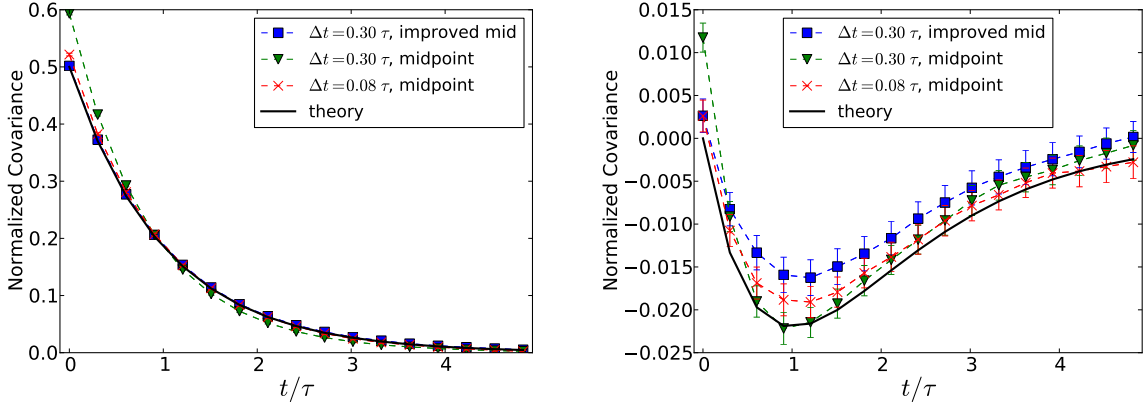 Normalized Covariance
0.6
0.5
0.4
0.3
0.2
0.1
0.0
Δt=0.30 τ, improved mid
Δt=0.30 τ, midpoint
Δt=0.08 τ, midpoint
theory
0 1 2 3 4
t/τ
Normalized Covariance
0.015
0.010
0.005
0.000
−0.005
−0.010
−0.015
−0.020
−0.025
Δt=0.30 τ, improved mid
Δt=0.30 τ, midpoint
Δt=0.08 τ, midpoint
theory
0 1 2 3 4
t/τ